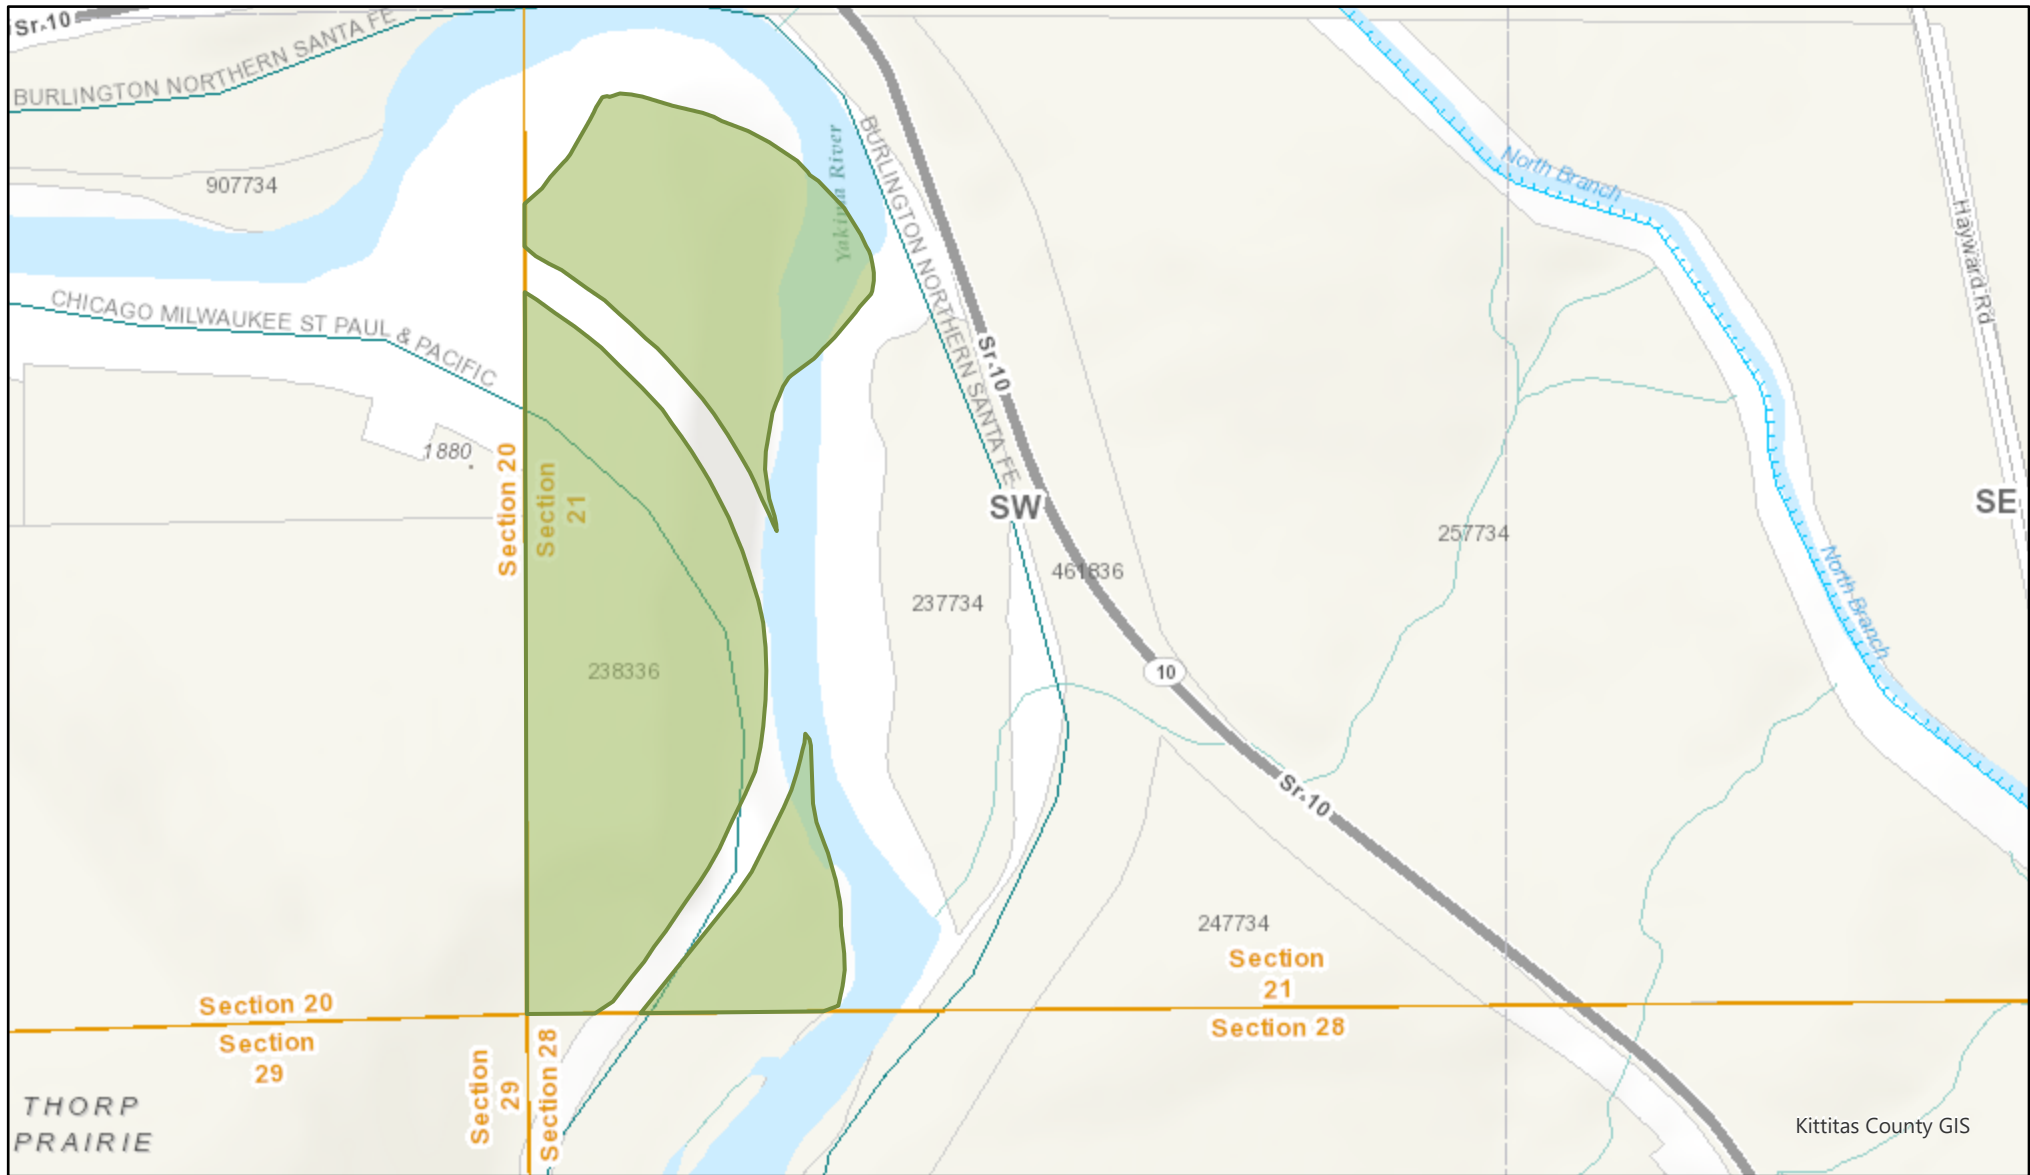 Sr 10
BURLINGTON NORTHERN SANTA FE
907734
CHICAGO MILWAUKEE ST PAUL & PACIFIC
1880
Section 20
Section
21
238336
Yakima River
BURLINGTON NORTHERN SANTA FE
Sr 10
SW
237734
461836
10
Sr 10
257734
North Branch
Hayward Rd
SE
North Branch
247734
Section
21
Section 28
Section 20
Section
29
Section
29
Section 28
THORP
PRAIRIE
Kittitas County GIS